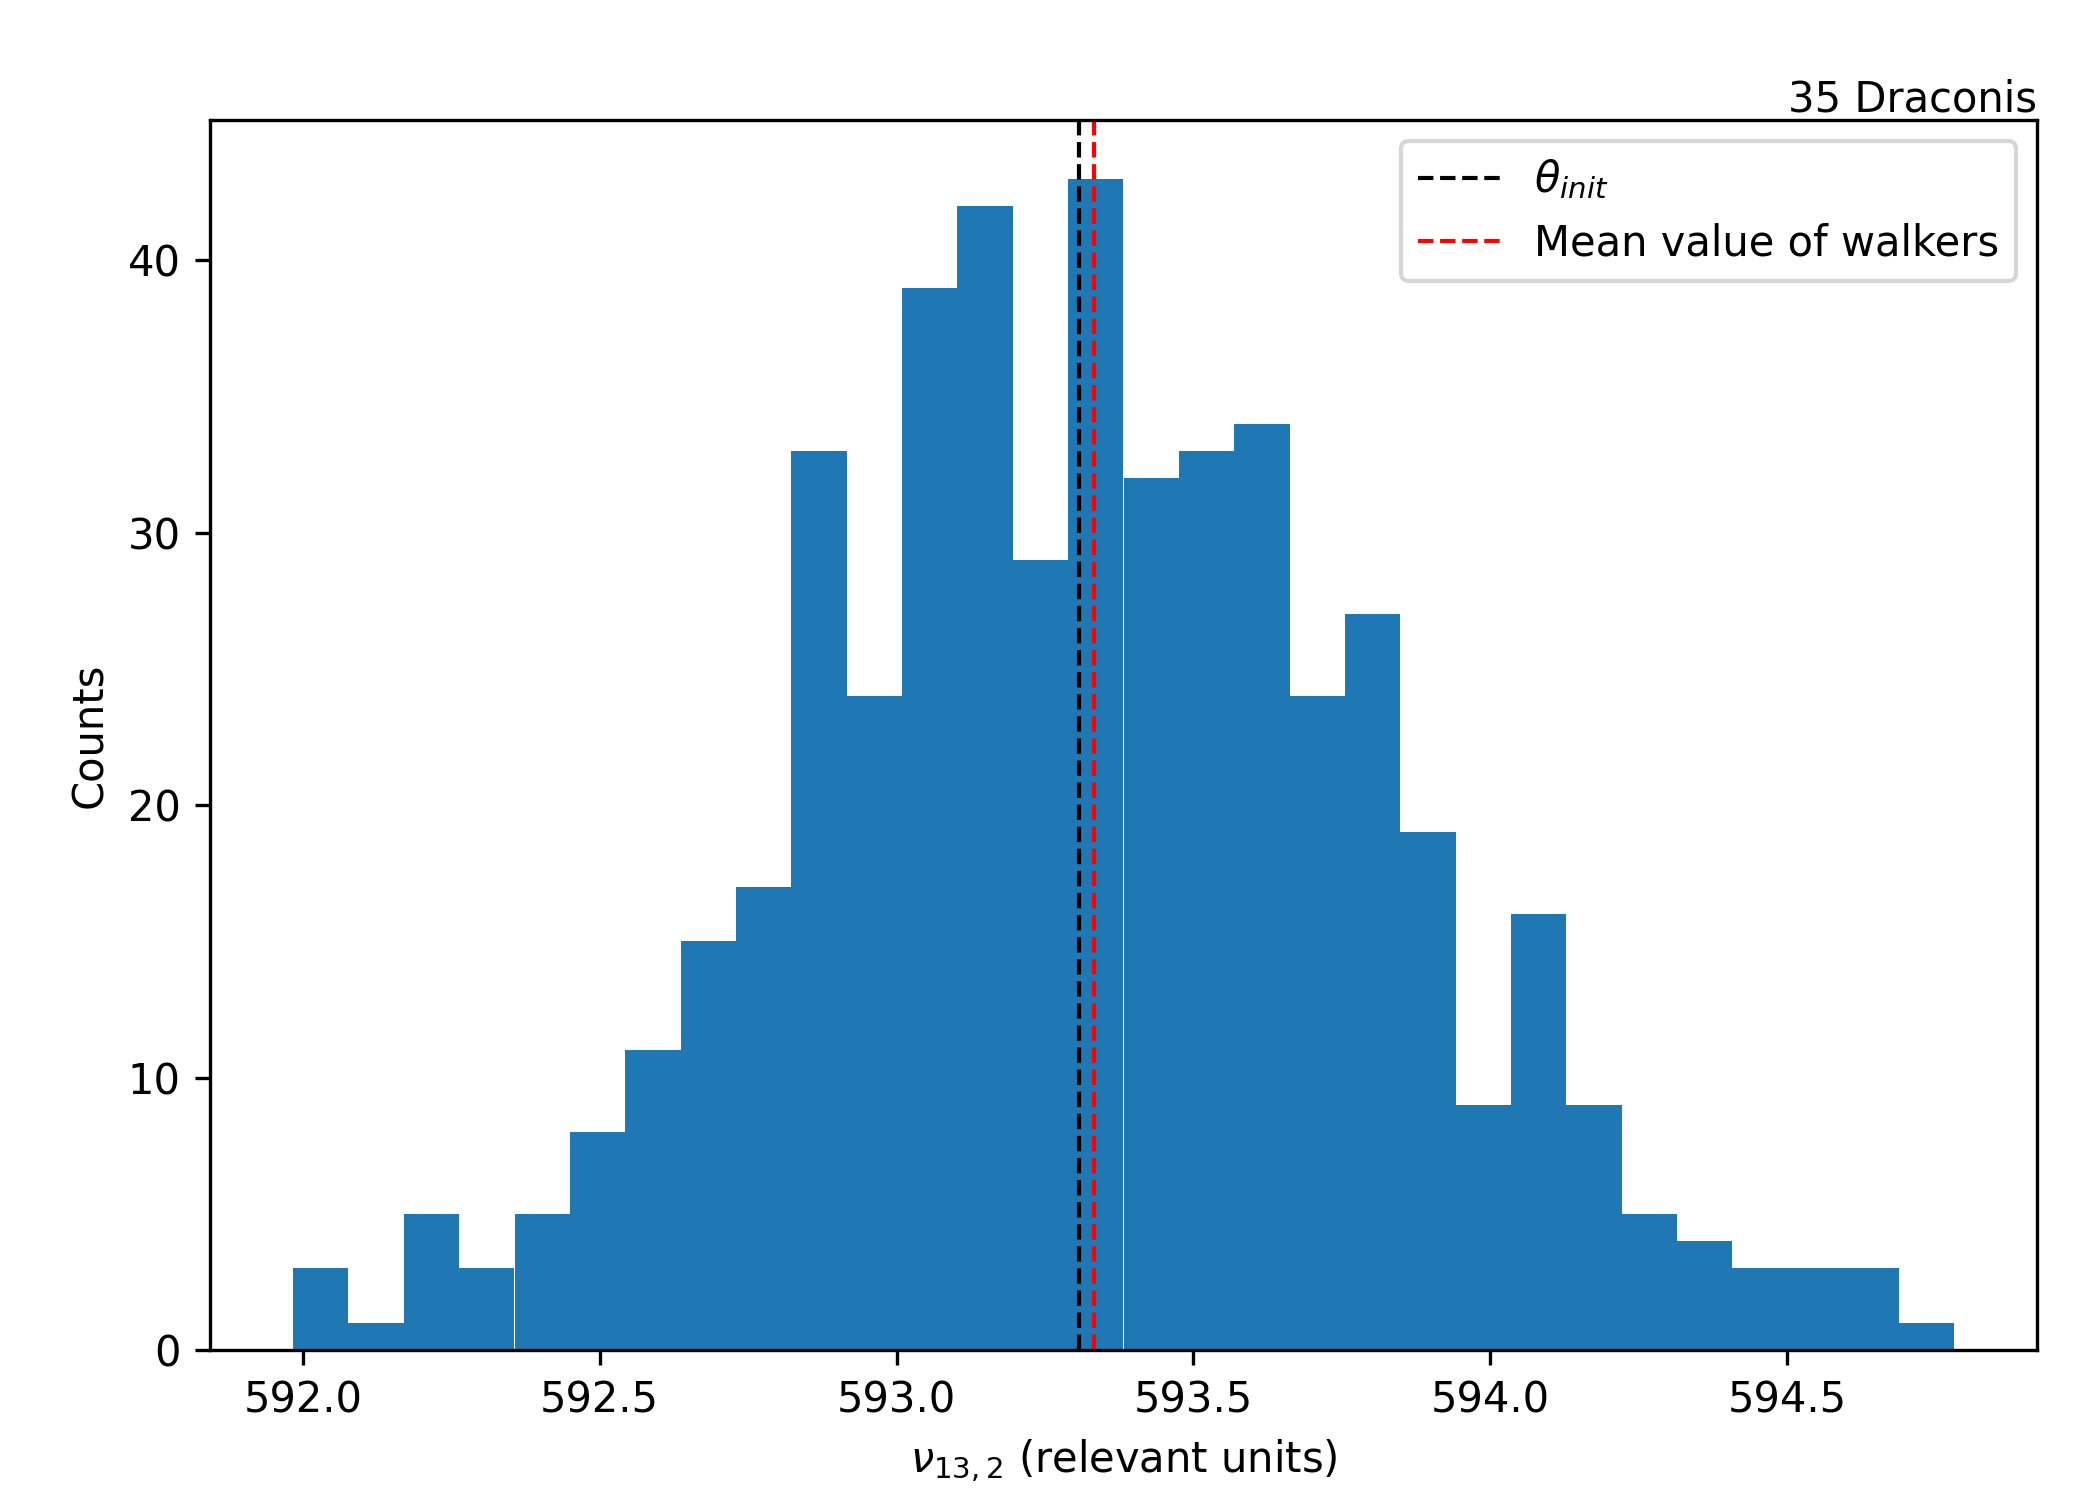 35 Draconis
θinit
Mean value of walkers
40
30
20
10
0
Counts
592.0 592.5 593.0 593.5 594.0 594.5
ν13, 2 (relevant units)